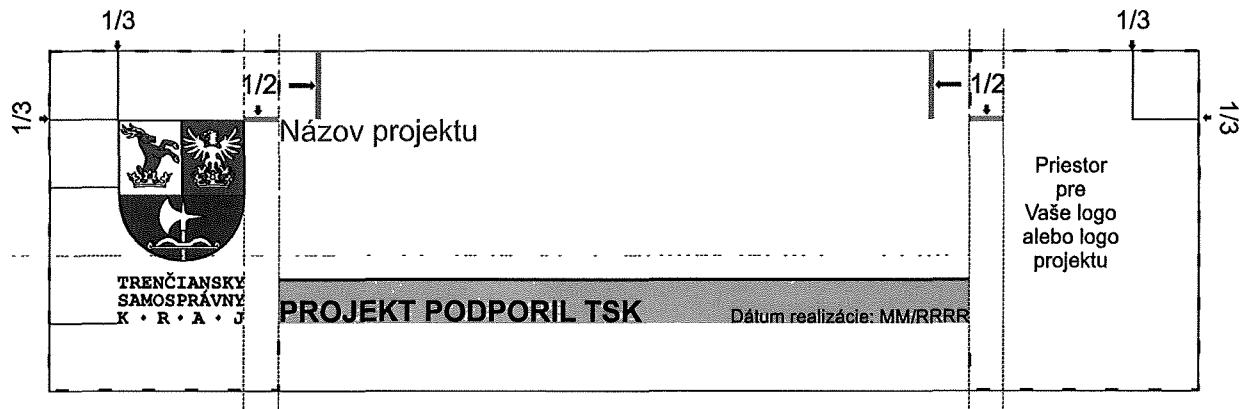 1/3
1/3
1/2
1/2
1/3
1/3
Názov projektu
Priestor
pre
Vaše logo
alebo logo
projektu
TRENČIANSKY
SAMOSPRÁVNY
K · R · A · J
PROJEKT PODPORIL TSK
Dátum realizácie: MM/RRRR